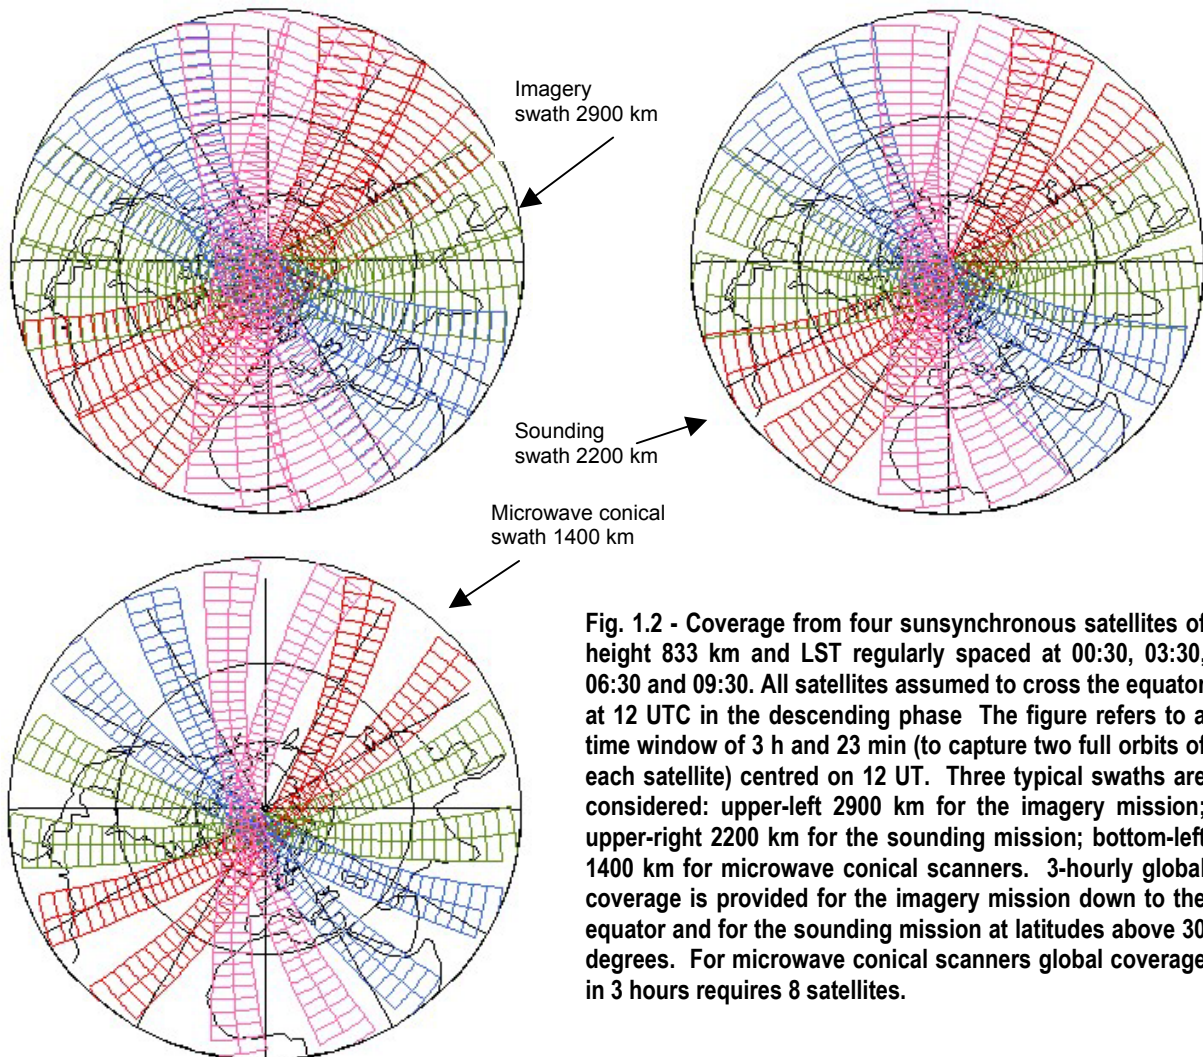 Imagery
swath 2900 km
Sounding
swath 2200 km
Microwave conical
swath 1400 km
Fig. 1.2 - Coverage from four sunsynchronous satellites of
height 833 km and LST regularly spaced at 00:30, 03:30,
06:30 and 09:30. All satellites assumed to cross the equator
at 12 UTC in the descending phase The figure refers to a
time window of 3 h and 23 min (to capture two full orbits of
each satellite) centred on 12 UT. Three typical swaths are
considered: upper-left 2900 km for the imagery mission;
upper-right 2200 km for the sounding mission; bottom-left
1400 km for microwave conical scanners. 3-hourly global
coverage is provided for the imagery mission down to the
equator and for the sounding mission at latitudes above 30
degrees. For microwave conical scanners global coverage
in 3 hours requires 8 satellites.